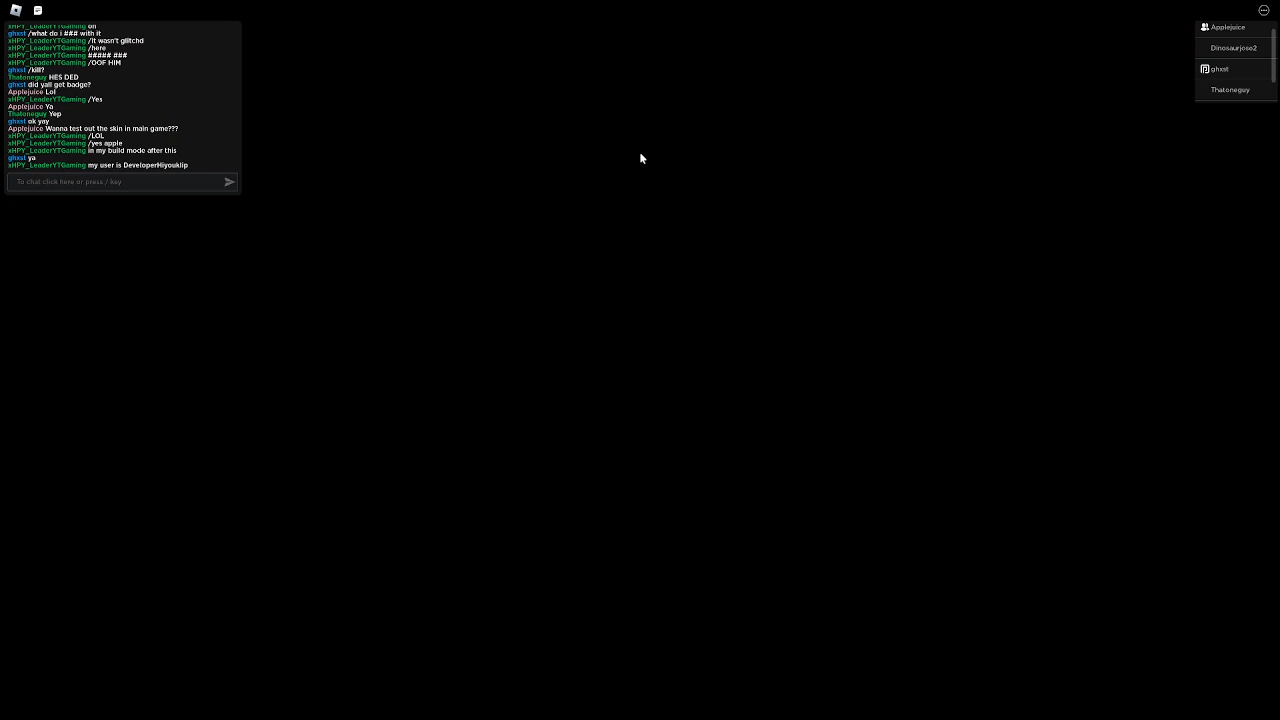 xHPY_LeaderYTGaming on
ghxst /what do i ### with it
xHPY_LeaderYTGaming /it wasn't glitchd
xHPY_LeaderYTGaming /here
xHPY_LeaderYTGaming ##### ###
xHPY_LeaderYTGaming /OOF HIM
ghxst /kill?
Thatoneguy HES DED
ghxst did yall get badge?
Applejuice Lol
xHPY_LeaderYTGaming /Yes
Applejuice Ya
Thatoneguy Yep
ghxst ok yay
Applejuice Wanna test out the skin in main game???
xHPY_LeaderYTGaming /LOL
xHPY_LeaderYTGaming /yes apple
xHPY_LeaderYTGaming in my build mode after this
ghxst ya
xHPY_LeaderYTGaming my user is DeveloperHiyouklip
To chat click here or press / key
Applejuice
Dinosaurjose2
ghxst
Thatoneguy